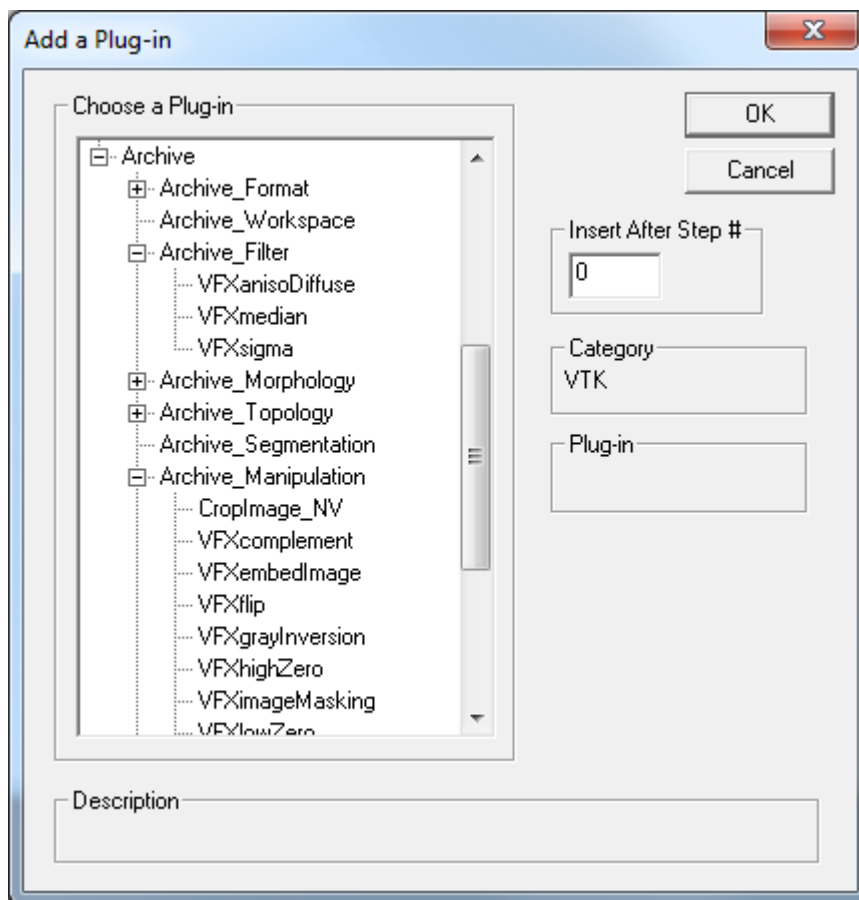 Add a Plug-in
Choose a Plug-in
Archive
Archive_Format
Archive_Workspace
Archive_Filter
VFXanisoDiffuse
VFXmedian
VFXsigma
Archive_Morphology
Archive_Topology
Archive_Segmentation
Archive_Manipulation
CropImage_NV
VFXcomplement
VFXembedImage
VFXflip
VFXgrayInversion
VFXhighZero
VFXimageMasking
VFXlowZero
OK
Cancel
Insert After Step #
0
Category
VTK
Plug-in
Description